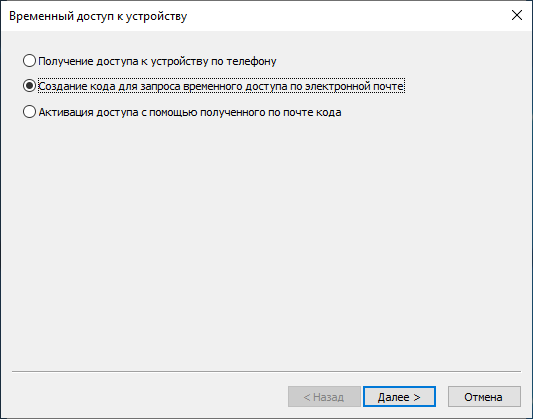 Временный доступ к устройству
Получение доступа к устройству по телефону
Создание кода для запроса временного доступа по электронной почте
Активация доступа с помощью полученного по почте кода
< Назад
Далее >
Отмена